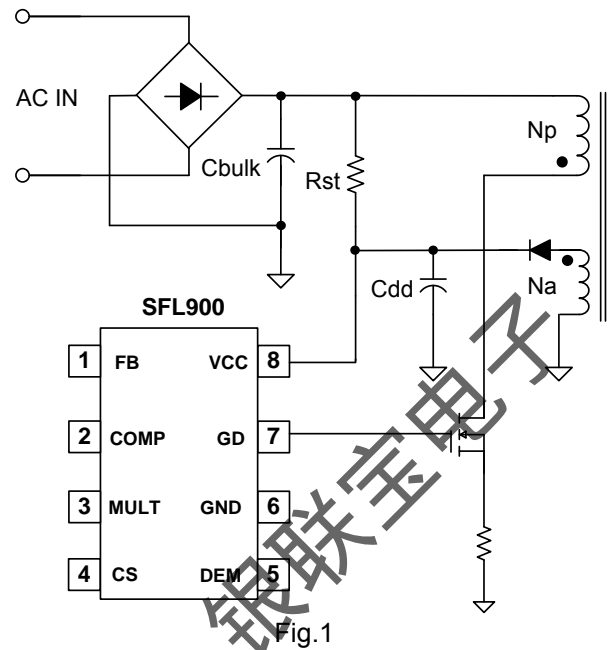 AC IN
Cbulk
Rst
Np
Cdd
Na
SFL900
1 FB VCC 8
2 COMP GD 7
3 MULT GND 6
4 CS DEM 5
银联宝电子
Fig.1